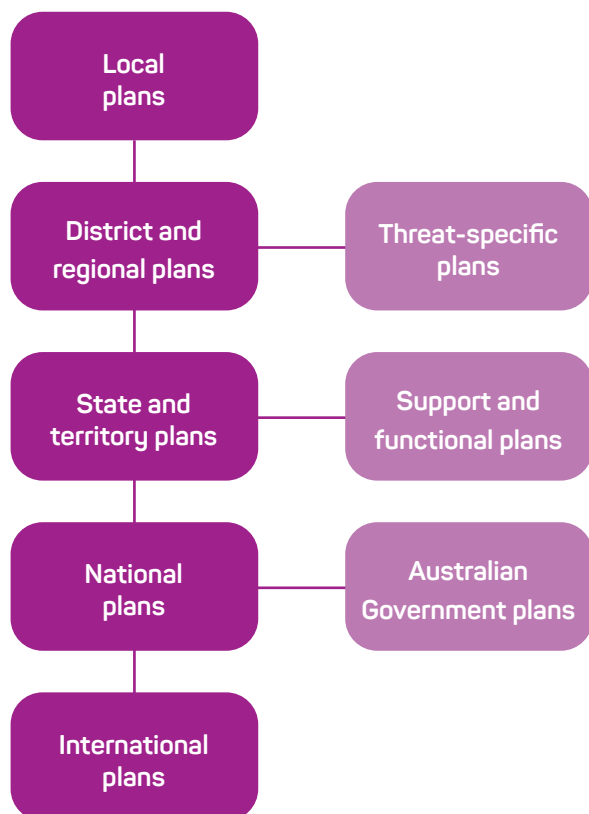 Local
plans
District and
regional plans
Threat-specific
plans
State and
territory plans
Support and
functional plans
National
plans
Australian
Government plans
International
plans